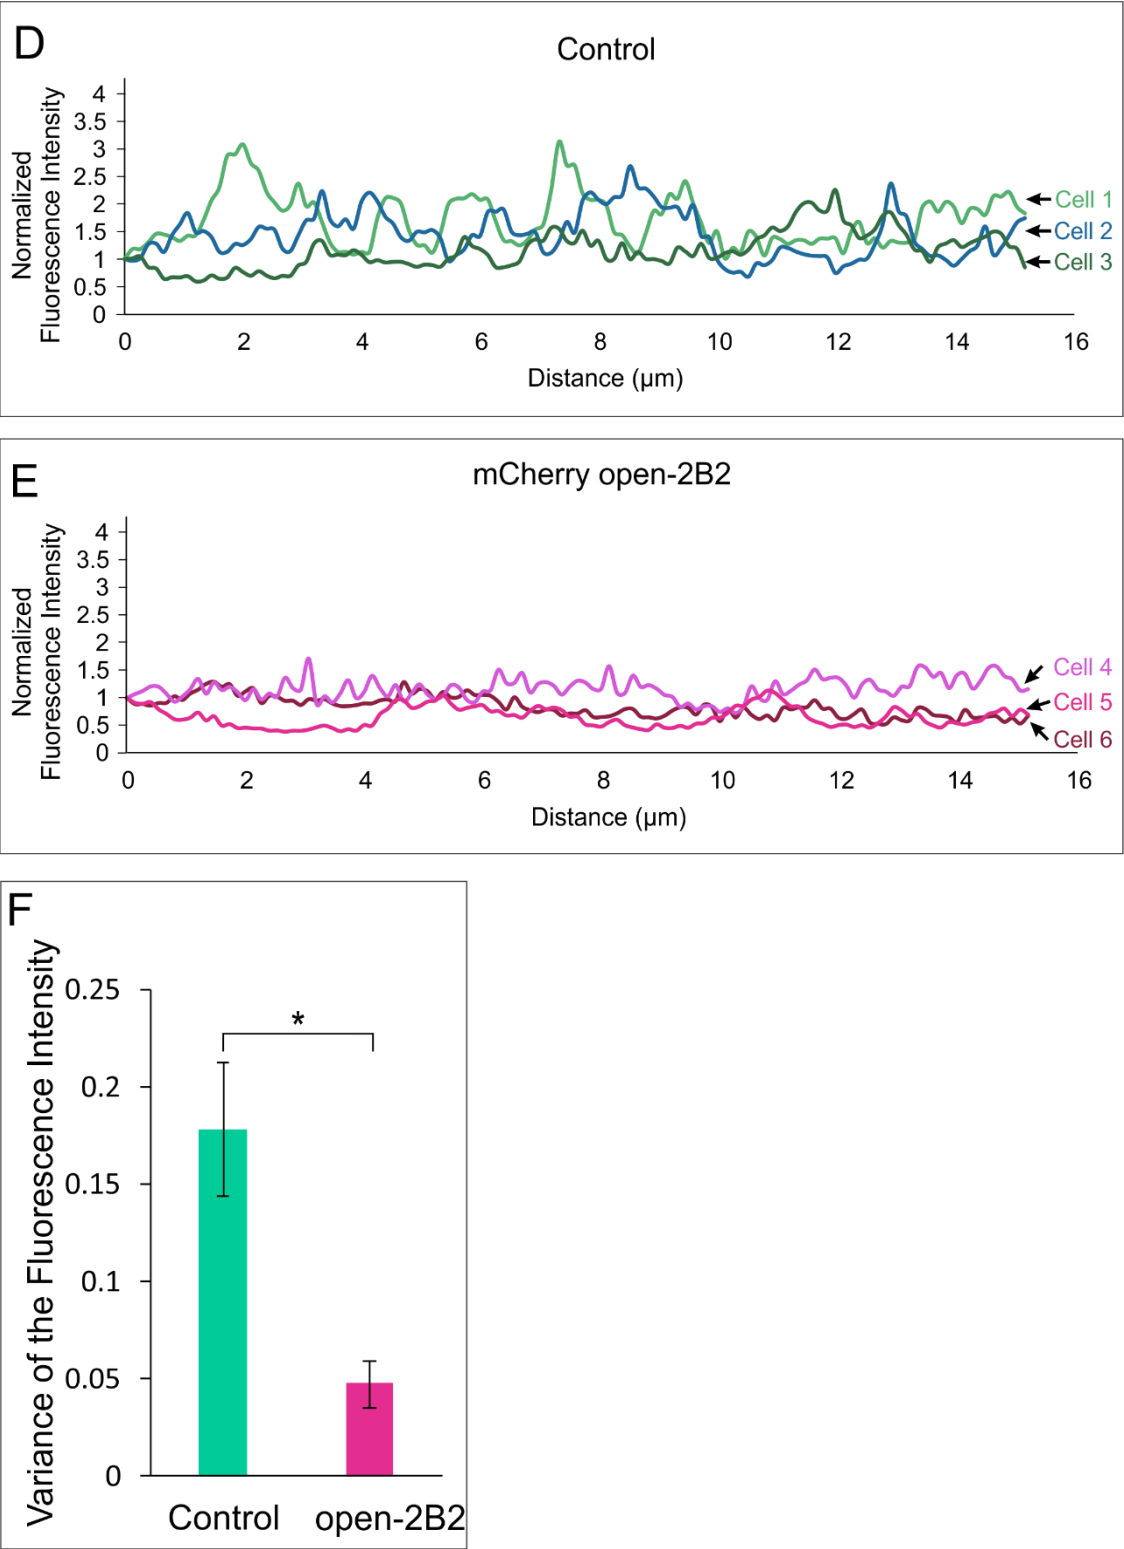 D
Control
Normalized
Fluorescence Intensity
4
3.5
3
2.5
2
1.5
1
0.5
0
Cell 1
Cell 2
Cell 3
0 2 4 6 8 10 12 14 16
Distance (µm)
E
mCherry open-2B2
Normalized
Fluorescence Intensity
4
3.5
3
2.5
2
1.5
1
0.5
0
Cell 4
Cell 5
Cell 6
0 2 4 6 8 10 12 14 16
Distance (µm)
F
Variance of the Fluorescence Intensity
0.25
0.2
0.15
0.1
0.05
0
*
Control open-2B2